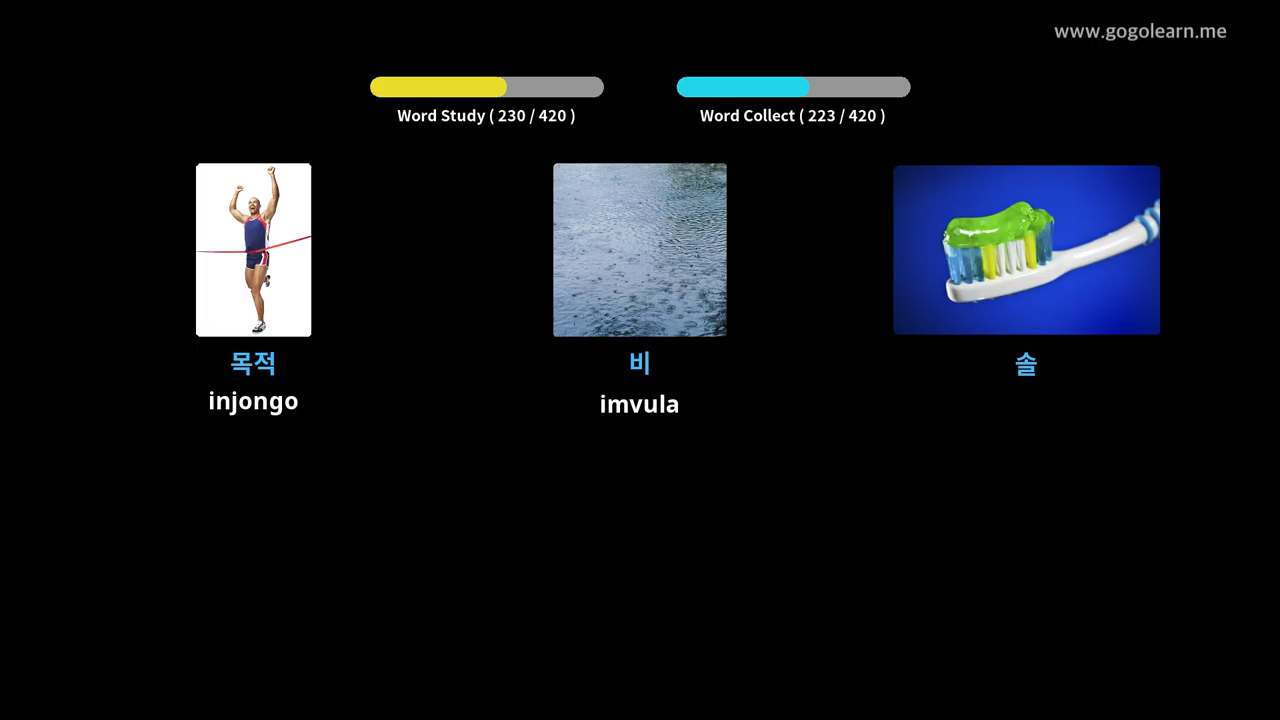 www.gogolearn.me
Word Study ( 230 / 420 )
Word Collect ( 223 / 420 )
목적
비
솔
injongo
imvula